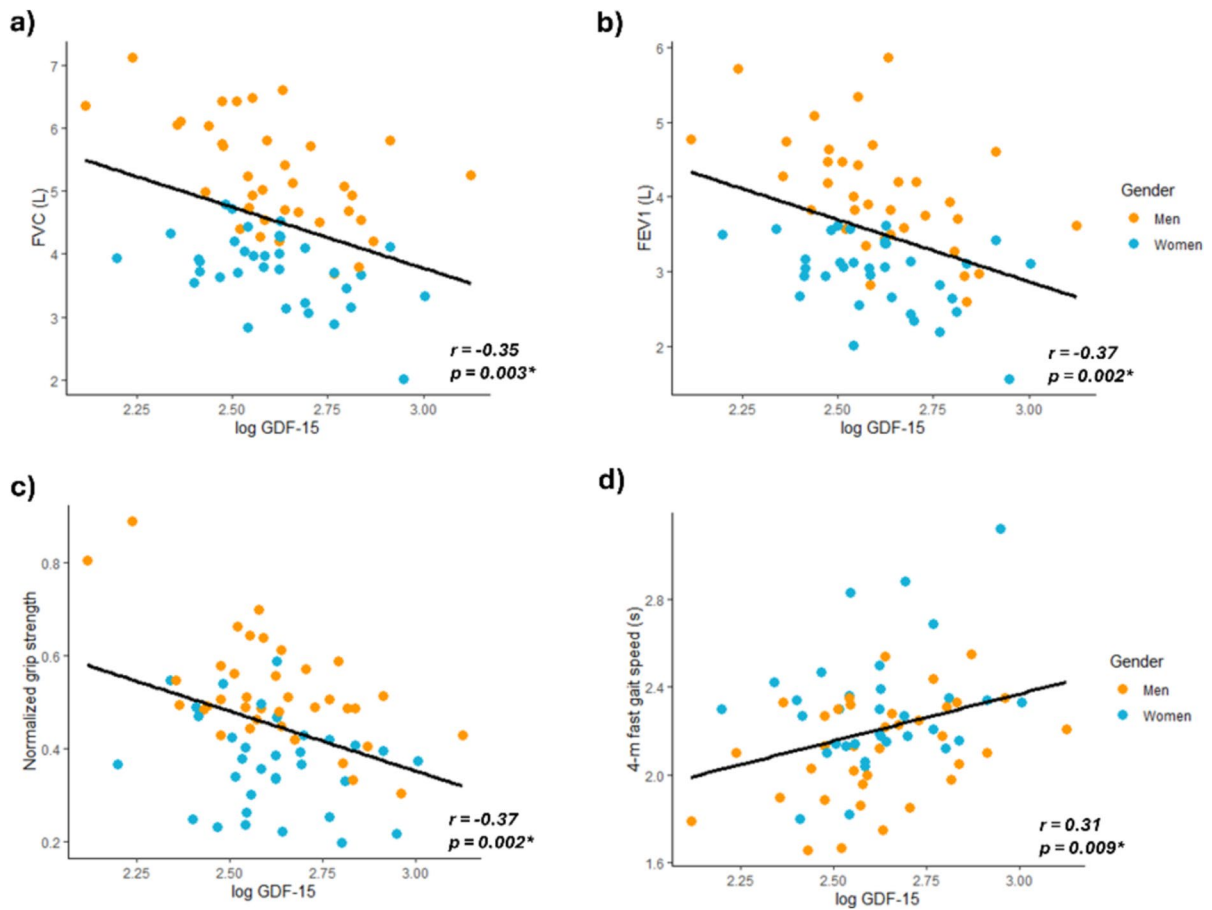 a)
FVC (L)
7
6
5
4
3
2
2.25 2.50 2.75 3.00
log GDF-15
r = -0.35
p = 0.003*
b)
FEV1 (L)
6
5
4
3
2
2.25 2.50 2.75 3.00
log GDF-15
r = -0.37
p = 0.002*
Gender
Men
Women
c)
Normalized grip strength
0.8
0.6
0.4
0.2
2.25 2.50 2.75 3.00
log GDF-15
r = -0.37
p = 0.002*
d)
4-m fast gait speed (s)
2.8
2.4
2.0
1.6
2.25 2.50 2.75 3.00
log GDF-15
r = 0.31
p = 0.009*
Gender
Men
Women